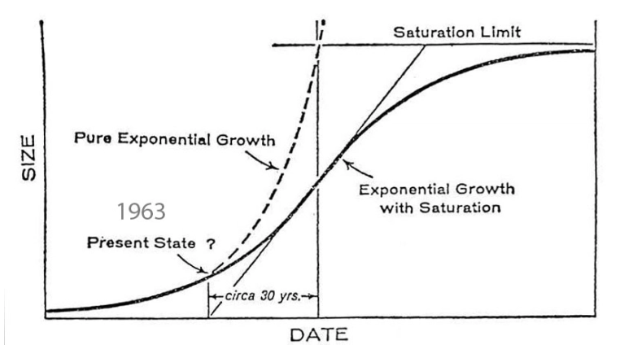 Saturation Limit
Pure Exponential Growth
SIZE
Exponential Growth
with Saturation
1963
Present State ?
circa 30 yrs.
DATE